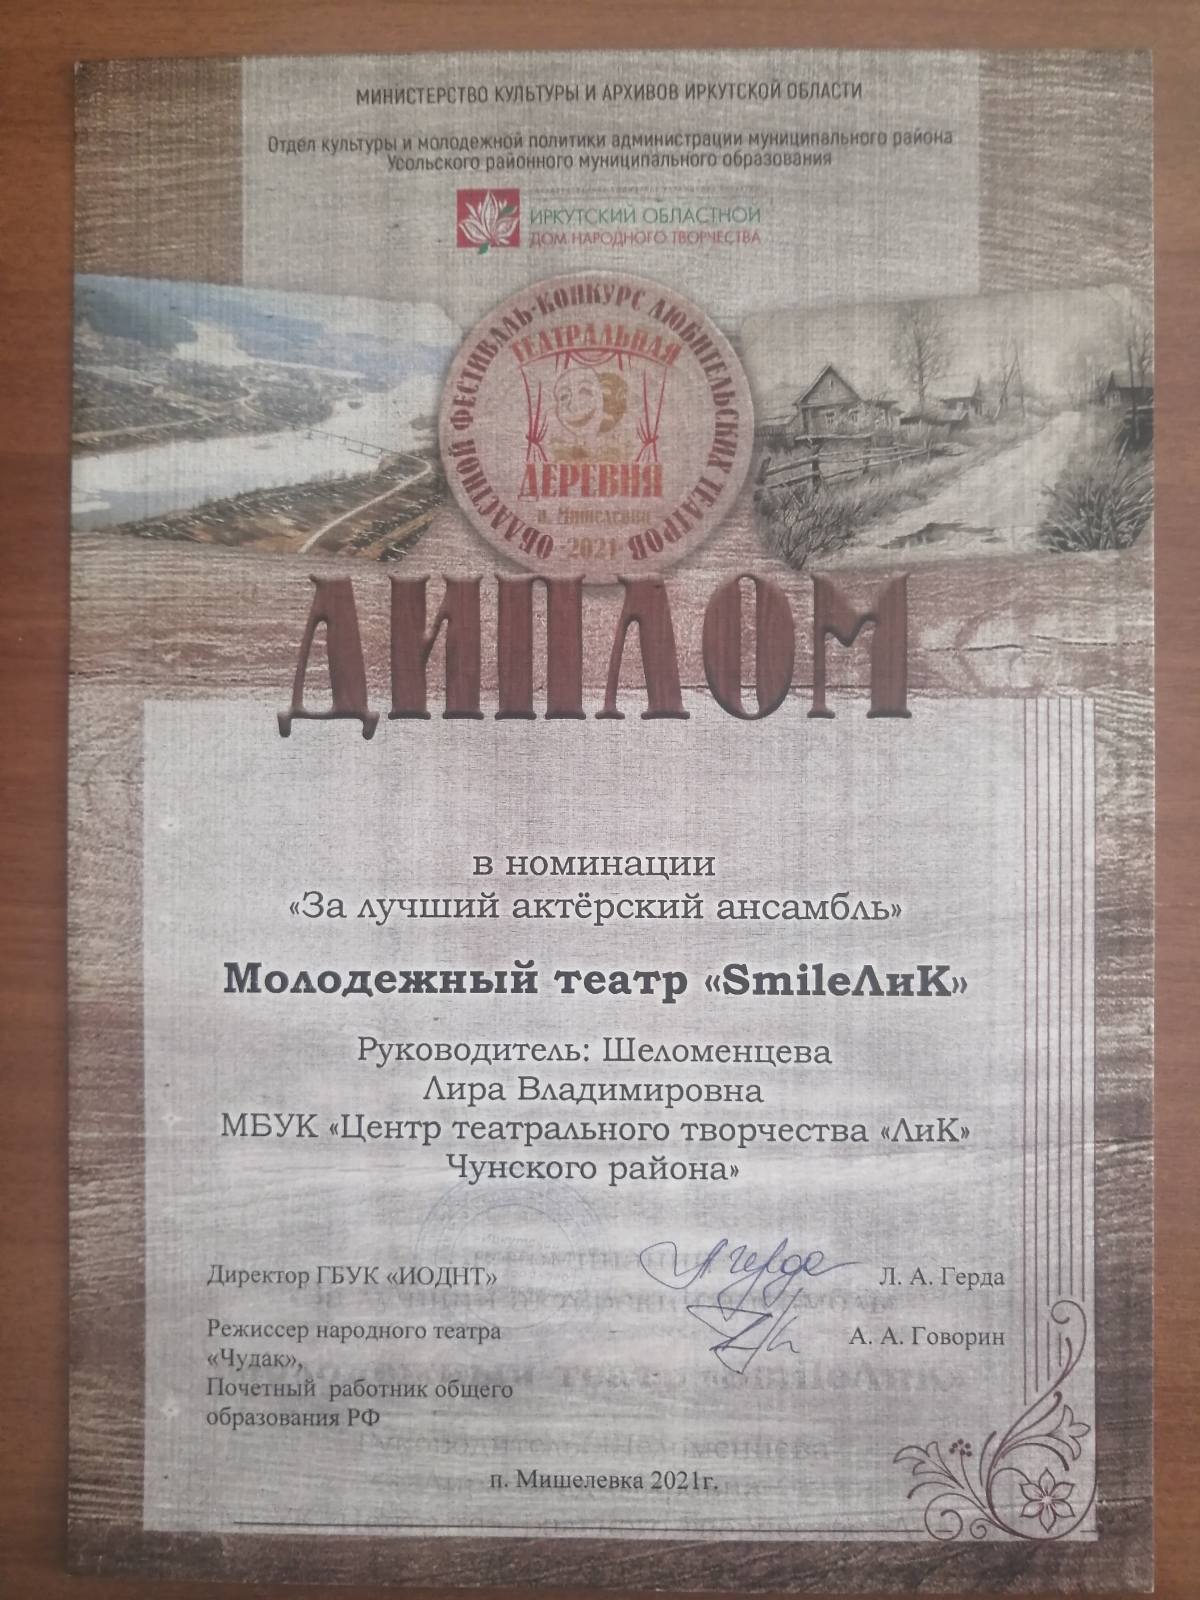 МИНИСТЕРСТВО КУЛЬТУРЫ И АРХИВОВ ИРКУТСКОЙ ОБЛАСТИ
Отдел культуры и молодежной политики администрации муниципального района
Усольского районного муниципального образования
ИРКУТСКИЙ ОБЛАСТНОЙ
ДОМ НАРОДНОГО ТВОРЧЕСТВА
ОБЛАСТНОЙ ФЕСТИВАЛЬ-КОНКУРС ЛЮБИТЕЛЬСКИХ ТЕАТРОВ
ТЕАТРАЛЬНАЯ
ДЕРЕВНЯ
п. Мишелевка
2021
ДИПЛОМ
в номинации
«За лучший актёрский ансамбль»
Молодежный театр «SmileЛиК»
Руководитель: Шеломенцева
Лира Владимировна
МБУК «Центр театрального творчества «ЛиК»
Чунского района»
Директор ГБУК «ИОДНТ» Л. А. Герда
Режиссер народного театра А. А. Говорин
«Чудак»,
Почетный работник общего
образования РФ
п. Мишелевка 2021г.